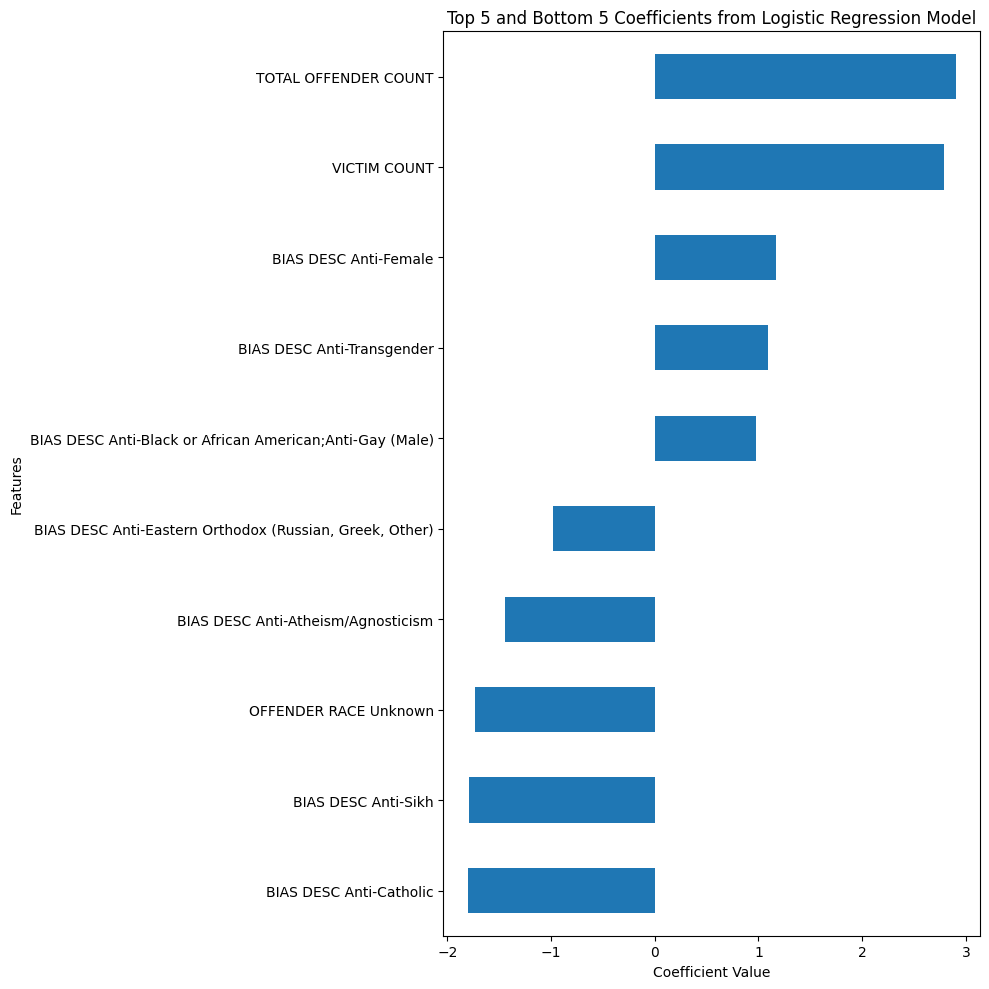 Top 5 and Bottom 5 Coefficients from Logistic Regression Model
TOTAL OFFENDER COUNT
VICTIM COUNT
BIAS DESC Anti-Female
BIAS DESC Anti-Transgender
BIAS DESC Anti-Black or African American;Anti-Gay (Male)
Features
BIAS DESC Anti-Eastern Orthodox (Russian, Greek, Other)
BIAS DESC Anti-Atheism/Agnosticism
OFFENDER RACE Unknown
BIAS DESC Anti-Sikh
BIAS DESC Anti-Catholic
−2 −1 0 1 2 3
Coefficient Value